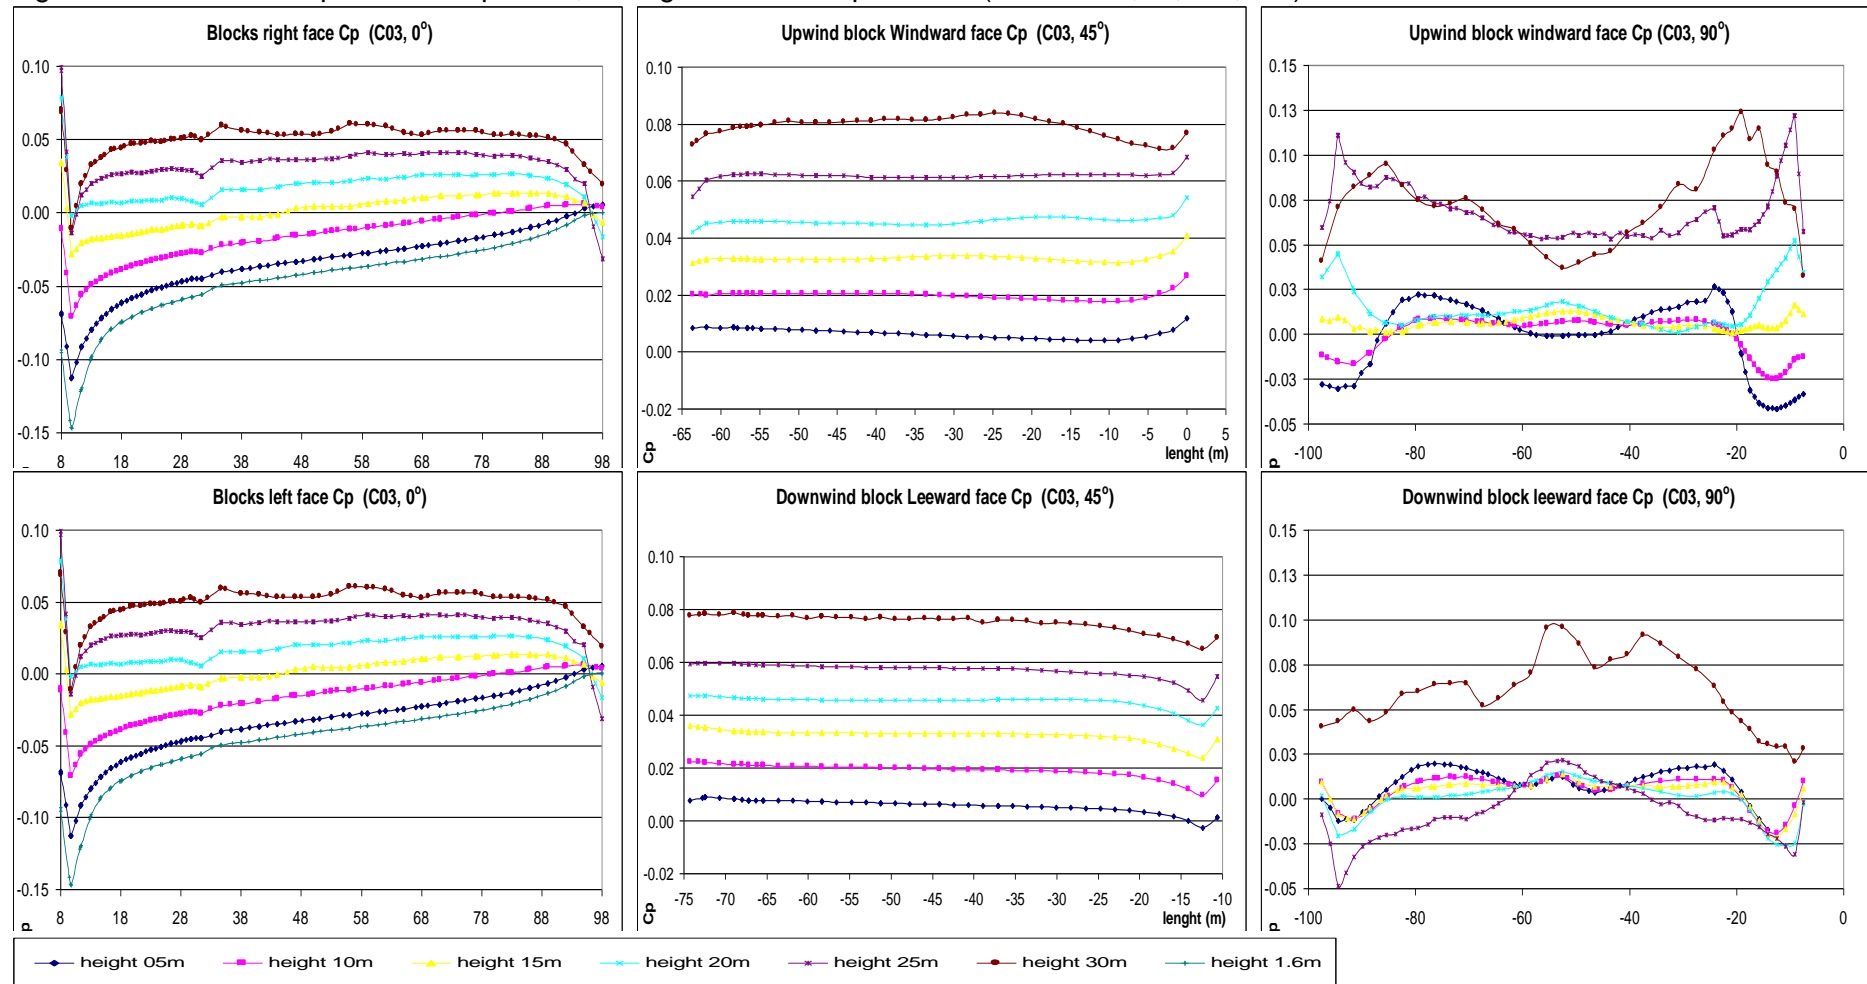 Blocks right face Cp (C03, 0°)
0.10
0.05
0.00
-0.05
-0.10
-0.15
8 18 28 38 48 58 68 78 88 98
Upwind block Windward face Cp (C03, 45°)
0.10
0.08
0.06
0.04
0.02
0.00
-0.02
-65 -60 -55 -50 -45 -40 -35 -30 -25 -20 -15 -10 -5 0 5
Cp
lenght (m)
Upwind block windward face Cp (C03, 90°)
0.15
0.13
0.10
0.08
0.05
0.03
0.00
-0.03
-0.05
-100 -80 -60 -40 -20 0
Blocks left face Cp (C03, 0°)
0.10
0.05
0.00
-0.05
-0.10
-0.15
8 18 28 38 48 58 68 78 88 98
Downwind block Leeward face Cp (C03, 45°)
0.10
0.08
0.06
0.04
0.02
0.00
-0.02
-75 -70 -65 -60 -55 -50 -45 -40 -35 -30 -25 -20 -15 -10
Cp
lenght (m)
Downwind block leeward face Cp (C03, 90°)
0.15
0.13
0.10
0.08
0.05
0.03
0.00
-0.03
-0.05
-100 -80 -60 -40 -20 0
height 05m height 10m height 15m height 20m height 25m height 30m height 1.6m